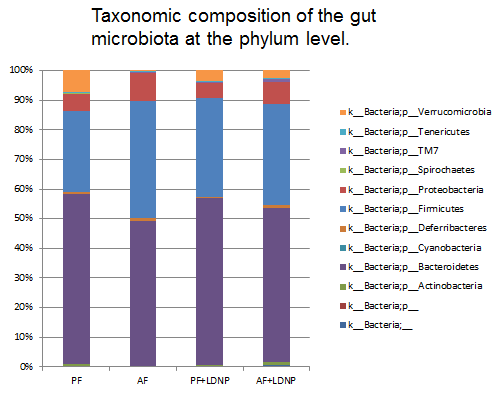 Taxonomic composition of the gut
microbiota at the phylum level.
100%
90%
80%
70%
60%
50%
40%
30%
20%
10%
0%
PF
AF
PF+LDNP
AF+LDNP
k__Bacteria;p__Verrucomicrobia
k__Bacteria;p__Tenericutes
k__Bacteria;p__TM7
k__Bacteria;p__Spirochaetes
k__Bacteria;p__Proteobacteria
k__Bacteria;p__Firmicutes
k__Bacteria;p__Deferribacteres
k__Bacteria;p__Cyanobacteria
k__Bacteria;p__Bacteroidetes
k__Bacteria;p__Actinobacteria
k__Bacteria;p__
k__Bacteria;__